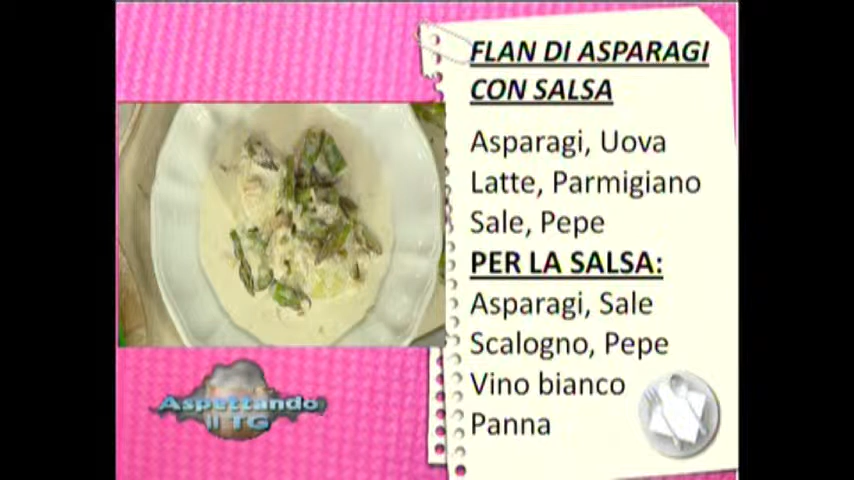 FLAN DI ASPARAGI
CON SALSA
Asparagi, Uova
Latte, Parmigiano
Sale, Pepe
PER LA SALSA:
Asparagi, Sale
Scalogno, Pepe
Vino bianco
Panna
Aspettando
il TG